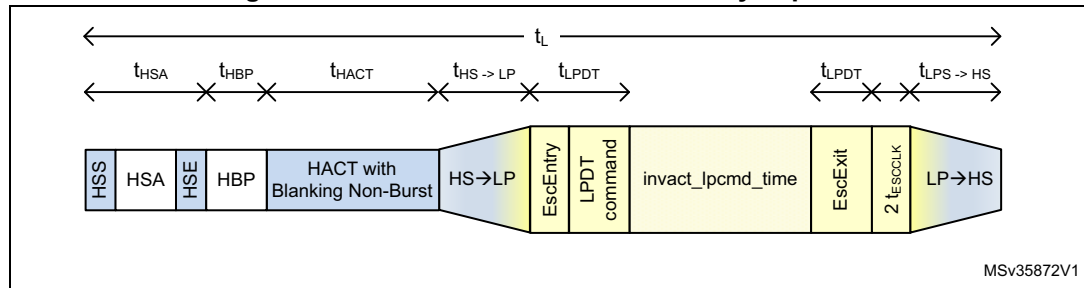 tL
tHSA tHBP tHACT tHS -> LP tLPDT tLPDT tLPS -> HS
HSS HSA HSE HBP HACT with Blanking Non-Burst HS→LP EscEntry LPDT command invact_lpcmd_time EscExit 2 tESCCLK LP→HS
MSv35872V1